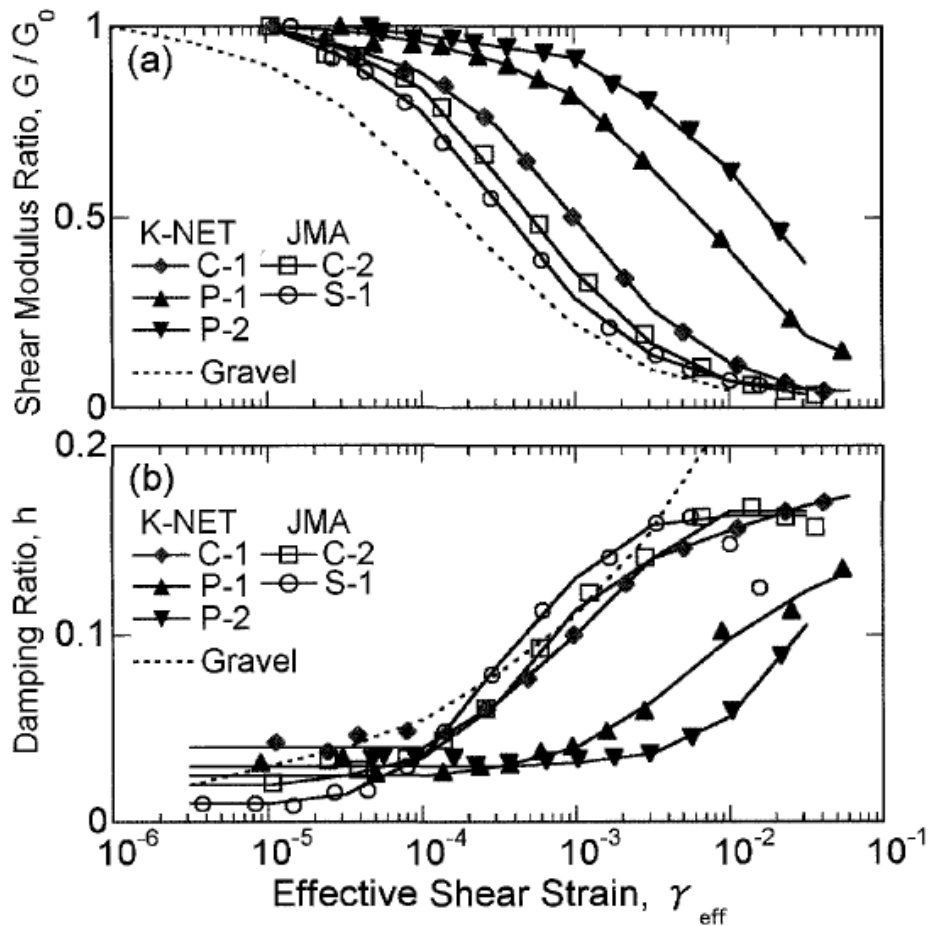 Shear Modulus Ratio, G / G₀
1
0.5
0
(a)
K-NET JMA
C-1 C-2
P-1 S-1
P-2
Gravel
Damping Ratio, h
0.2
0.1
0
(b)
K-NET JMA
C-1 C-2
P-1 S-1
P-2
Gravel
10⁻⁶ 10⁻⁵ 10⁻⁴ 10⁻³ 10⁻² 10⁻¹
Effective Shear Strain, γ eff